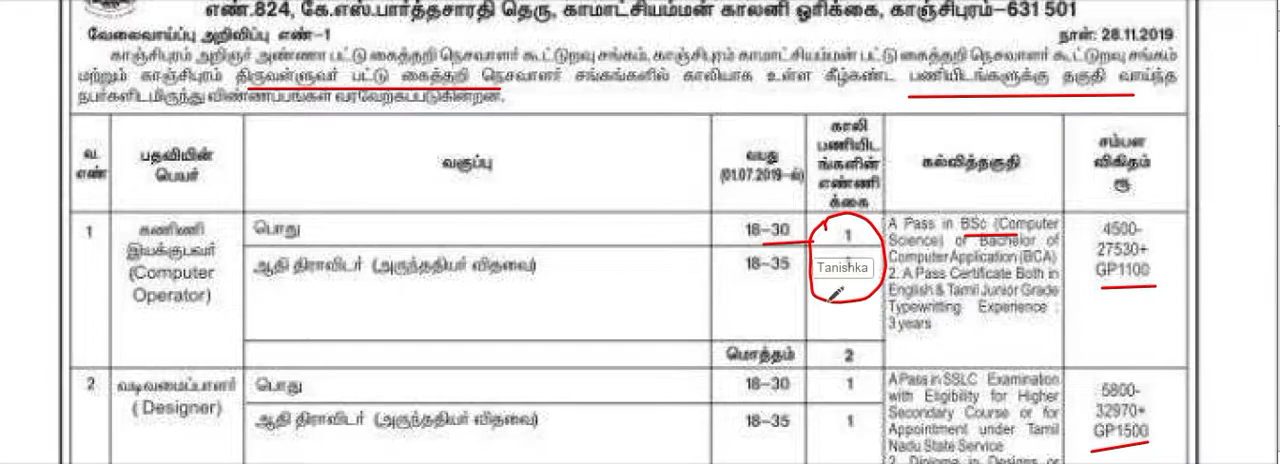 எண்.824, கே.எஸ்.பார்த்தசாரதி தெரு, காமாட்சியம்மன் காலனி ஓரிக்கை, காஞ்சிபுரம்-631 501
வேலைவாய்ப்பு அறிவிப்பு எண்-1 நாள்: 28.11.2019
காஞ்சிபுரம் அறிஞர் அண்ணா பட்டு கைத்தறி நெசவாளர் கூட்டுறவு சங்கம், காஞ்சிபுரம் காமாட்சியம்மன் பட்டு கைத்தறி நெசவாளர் கூட்டுறவு சங்கம்
மற்றும் காஞ்சிபுரம் திருவள்ளுவர் பட்டு கைத்தறி நெசவாளர் சங்கங்களில் காலியாக உள்ள கீழ்கண்ட பணியிடங்களுக்கு தகுதி வாய்ந்த
நபர்களிடமிருந்து விண்ணப்பங்கள் வரவேற்கப்படுகின்றன.
வ.
எண்
பதவியின்
பெயர்
வகுப்பு
வயது
(01.07.2019-ல்)
காலி
பணியிட
ங்களின்
எண்ணி
க்கை
கல்வித்தகுதி
சம்பள
விகிதம்
ரூ
1
கணிணி
இயக்குபவர்
(Computer
Operator)
பொது
18-30
1
ஆதி திராவிடர் (அருந்ததியர் விதவை)
18-35
Tanishka
மொத்தம்
2
A Pass in BSc (Computer
Science) or Bachelor of
Computer Application (BCA)
2. A Pass Certificate Both in
English & Tamil Junior Grade
Typewritting Experience :
3 years
4500-
27530+
GP1100
2
வடிவமைப்பாளர்
( Designer)
பொது
18-30
1
ஆதி திராவிடர் (அருந்ததியர் விதவை)
18-35
1
A Pass in SSLC Examination
with Eligibility for Higher
Secondary Course or for
Appointment under Tamil
Nadu State Service
2. Diploma in Designs or
5800-
32970+
GP1500